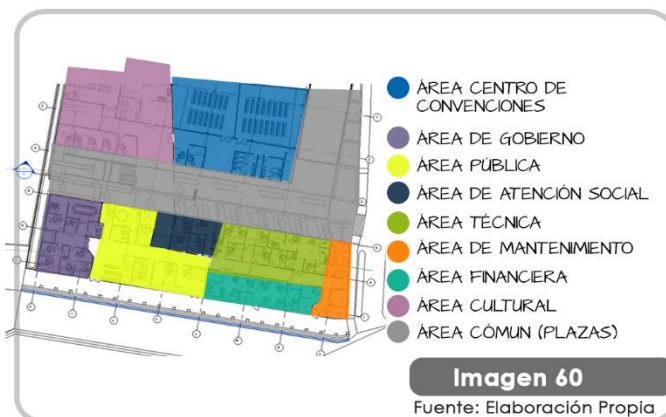 ÁREA CENTRO DE
CONVENCIONES
ÁREA DE GOBIERNO
ÁREA PÚBLICA
ÁREA DE ATENCIÓN SOCIAL
ÁREA TÉCNICA
ÁREA DE MANTENIMIENTO
ÁREA FINANCIERA
ÁREA CULTURAL
ÁREA CÓMUN (PLAZAS)
Imagen 60
Fuente: Elaboración Propia